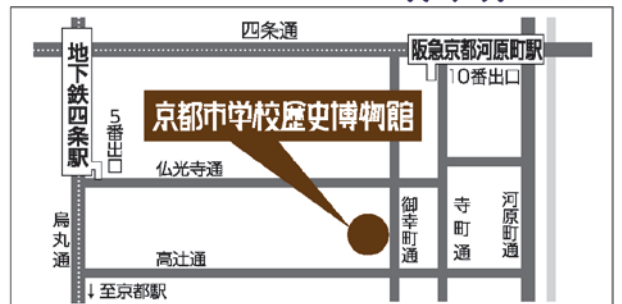 四条通
阪急京都河原町駅
10番出口
地下鉄四条駅
5番出口
京都市学校歴史博物館
仏光寺通
御幸町通
寺町通
河原町通
烏丸通
高辻通
↓至京都駅